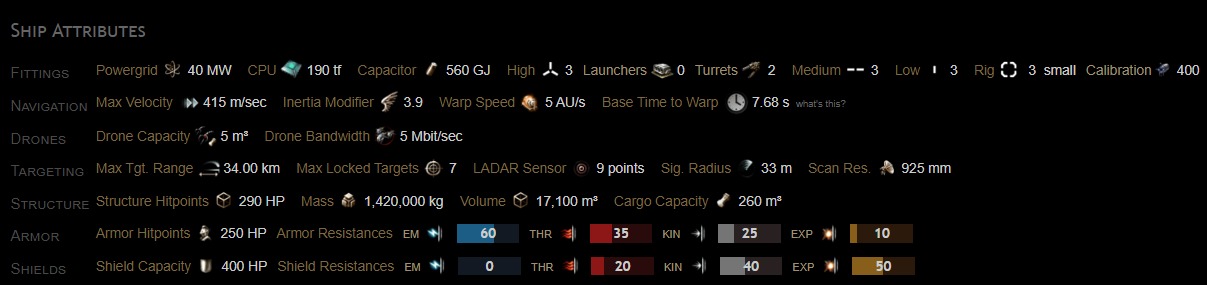 SHIP ATTRIBUTES
FITTINGS Powergrid 40 MW CPU 190 tf Capacitor 560 GJ High 3 Launchers 0 Turrets 2 Medium 3 Low 3 Rig 3 small Calibration 400
NAVIGATION Max Velocity 415 m/sec Inertia Modifier 3.9 Warp Speed 5 AU/s Base Time to Warp 7.68 s what's this?
DRONES Drone Capacity 5 m³ Drone Bandwidth 5 Mbit/sec
TARGETING Max Tgt. Range 34.00 km Max Locked Targets 7 LADAR Sensor 9 points Sig. Radius 33 m Scan Res. 925 mm
STRUCTURE Structure Hitpoints 290 HP Mass 1,420,000 kg Volume 17,100 m³ Cargo Capacity 260 m³
ARMOR Armor Hitpoints 250 HP Armor Resistances EM 60 THR 35 KIN 25 EXP 10
SHIELDS Shield Capacity 400 HP Shield Resistances EM 0 THR 20 KIN 40 EXP 50